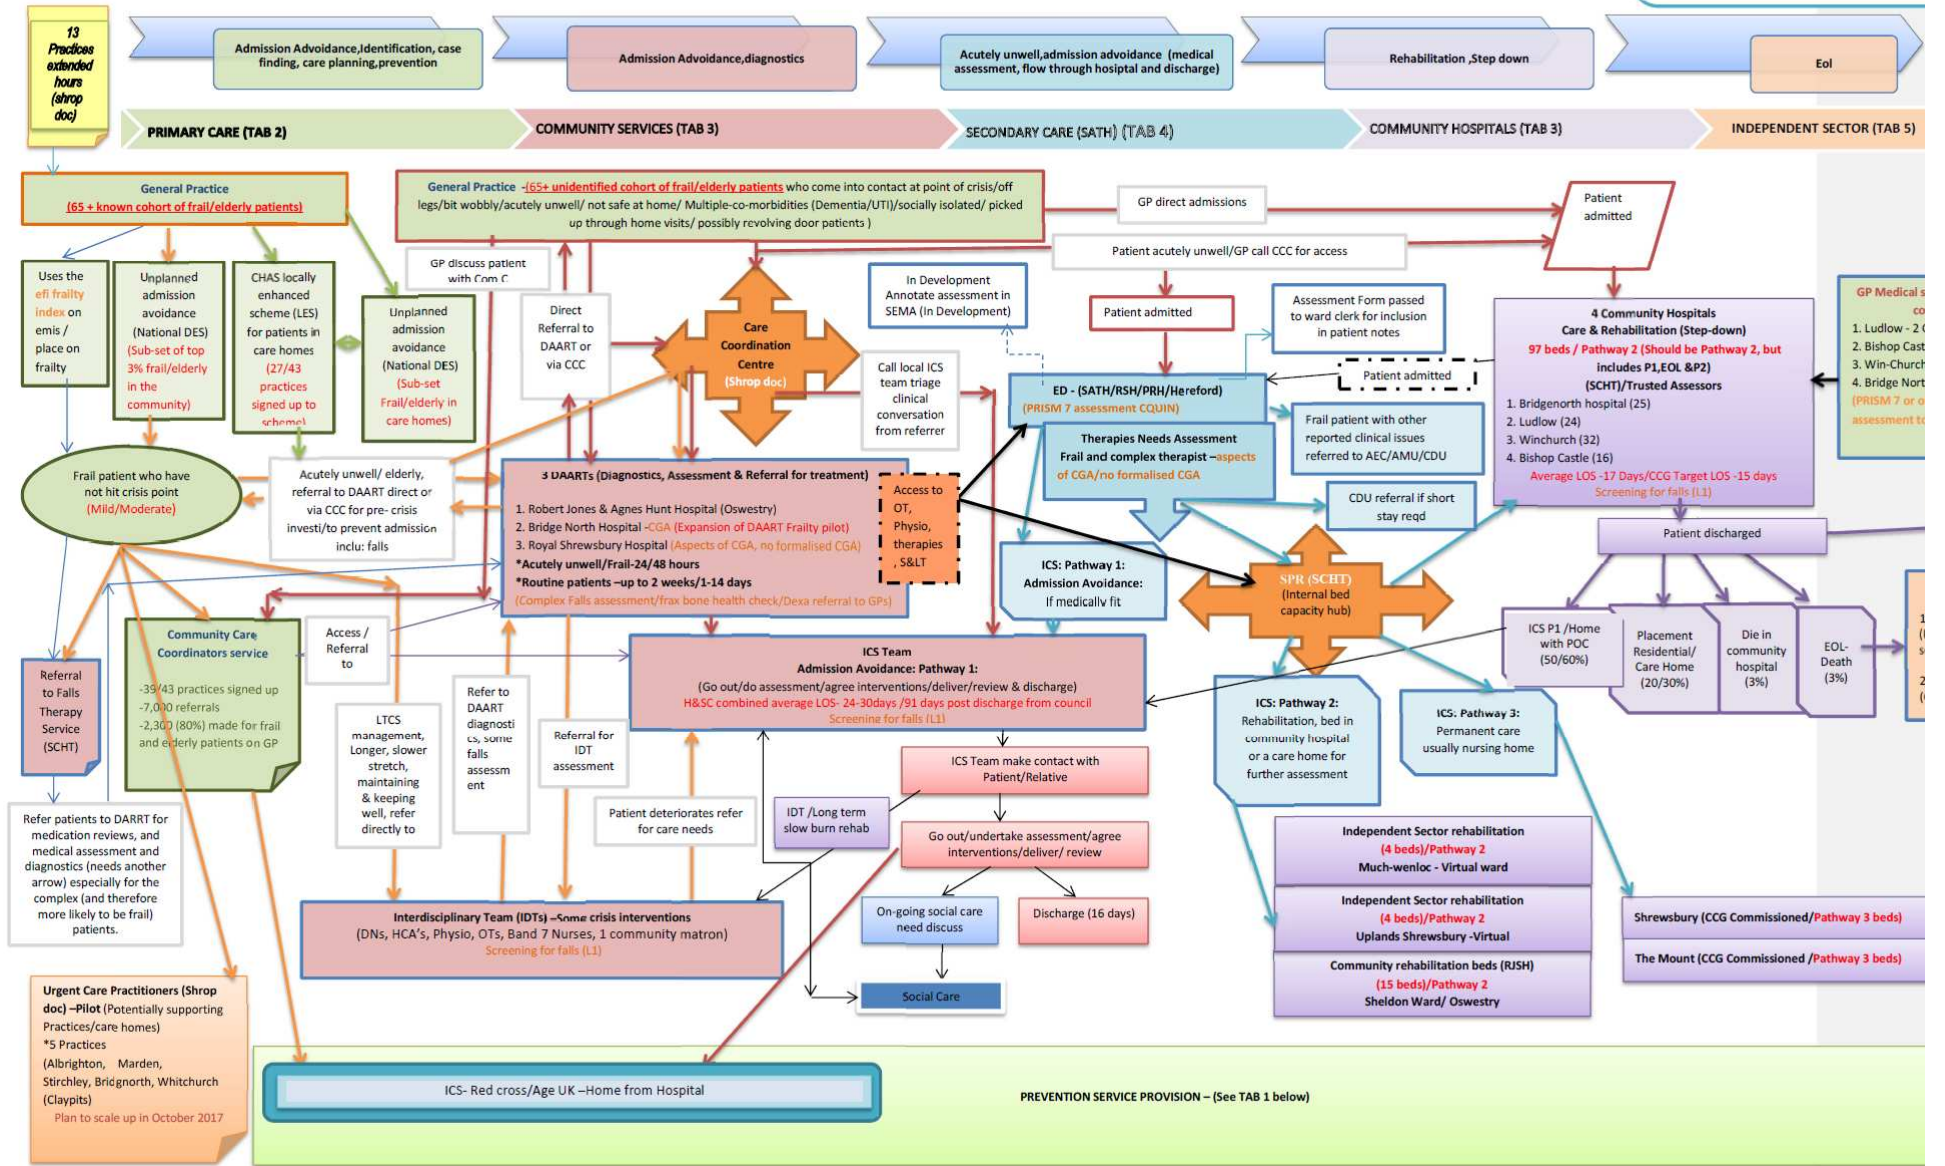 13
Practices
extended
hours
(shrop
doc)
Admission Advoidance,Identification, case
finding, care planning,prevention
Admission Advoidance,diagnostics
Acutely unwell,admission advoidance (medical
assessment, flow through hosiptal and discharge)
Rehabilitation ,Step down
Eol
PRIMARY CARE (TAB 2)
COMMUNITY SERVICES (TAB 3)
SECONDARY CARE (SATH) (TAB 4)
COMMUNITY HOSPITALS (TAB 3)
INDEPENDENT SECTOR (TAB 5)
General Practice
(65 + known cohort of frail/elderly patients)
General Practice -(65+ unidentified cohort of frail/elderly patients who come into contact at point of crisis/off
legs/bit wobbly/acutely unwell/ not safe at home/ Multiple-co-morbidities (Dementia/UTI)/socially isolated/ picked
up through home visits/ possibly revolving door patients )
GP direct admissions
Patient
admitted
Patient acutely unwell/GP call CCC for access
Uses the
efi frailty
index on
emis /
place on
frailty
Unplanned
admission
avoidance
(National DES)
(Sub-set of top
3% frail/elderly
in the
community)
CHAS locally
enhanced
scheme (LES)
for patients in
care homes
(27/43
practices
signed up to
scheme)
Unplanned
admission
avoidance
(National DES)
(Sub-set
Frail/elderly in
care homes)
GP discuss patient
with Com C
Direct
Referral to
DAART or
via CCC
Care
Coordination
Centre
(Shrop doc)
In Development
Annotate assessment in
SEMA (In Development)
Patient admitted
Assessment Form passed
to ward clerk for inclusion
in patient notes
Call local ICS
team triage
clinical
conversation
from referrer
Patient admitted
ED - (SATH/RSH/PRH/Hereford)
(PRISM 7 assessment CQUIN)
Therapies Needs Assessment
Frail and complex therapist –aspects
of CGA/no formalised CGA
Frail patient with other
reported clinical issues
referred to AEC/AMU/CDU
CDU referral if short
stay reqd
4 Community Hospitals
Care & Rehabilitation (Step-down)
97 beds / Pathway 2 (Should be Pathway 2, but
includes P1,EOL &P2)
(SCHT)/Trusted Assessors
1. Bridgenorth hospital (25)
2. Ludlow (24)
3. Winchurch (32)
4. Bishop Castle (16)
Average LOS -17 Days/CCG Target LOS -15 days
Screening for falls (L1)
GP Medical s
co
1. Ludlow - 2
2. Bishop Cast
3. Win-Church
4. Bridge Nort
(PRISM 7 or o
assessment to
Frail patient who have
not hit crisis point
(Mild/Moderate)
Acutely unwell/ elderly,
referral to DAART direct or
via CCC for pre- crisis
investi/to prevent admission
inclu: falls
3 DAARTs (Diagnostics, Assessment & Referral for treatment)
1. Robert Jones & Agnes Hunt Hospital (Oswestry)
2. Bridge North Hospital -CGA (Expansion of DAART Frailty pilot)
3. Royal Shrewsbury Hospital (Aspects of CGA, no formalised CGA)
*Acutely unwell/Frail-24/48 hours
*Routine patients –up to 2 weeks/1-14 days
(Complex Falls assessment/frax bone health check/Dexa referral to GPs)
Access to
OT,
Physio,
therapies
, S&LT
ICS: Pathway 1:
Admission Avoidance:
If medically fit
SPR (SCHT)
(Internal bed
capacity hub)
Patient discharged
ICS P1 /Home
with POC
(50/60%)
Placement
Residential/
Care Home
(20/30%)
Die in
community
hospital
(3%)
EOL-
Death
(3%)
Community Care
Coordinators service
-39/43 practices signed up
-7,000 referrals
-2,300 (80%) made for frail
and elderly patients on GP
Access /
Referral
to
ICS Team
Admission Avoidance: Pathway 1:
(Go out/do assessment/agree interventions/deliver/review & discharge)
H&SC combined average LOS- 24-30days /91 days post discharge from council
Screening for falls (L1)
Referral
to Falls
Therapy
Service
(SCHT)
LTCS
management,
Longer, slower
stretch,
maintaining
& keeping
well, refer
directly to
Refer to
DAART
diagnosti
cs, some
falls
assessm
ent
Referral for
IDT
assessment
Patient deteriorates refer
for care needs
ICS Team make contact with
Patient/Relative
IDT /Long term
slow burn rehab
Go out/undertake assessment/agree
interventions/deliver/ review
ICS: Pathway 2:
Rehabilitation, bed in
community hospital
or a care home for
further assessment
ICS: Pathway 3:
Permanent care
usually nursing home
Refer patients to DARRT for
medication reviews, and
medical assessment and
diagnostics (needs another
arrow) especially for the
complex (and therefore
more likely to be frail)
patients.
Interdisciplinary Team (IDTs) –Some crisis interventions
(DNs, HCA's, Physio, OTs, Band 7 Nurses, 1 community matron)
Screening for falls (L1)
On-going social care
need discuss
Discharge (16 days)
Social Care
Independent Sector rehabilitation
(4 beds)/Pathway 2
Much-wenloc - Virtual ward
Independent Sector rehabilitation
(4 beds)/Pathway 2
Uplands Shrewsbury -Virtual
Community rehabilitation beds (RJSH)
(15 beds)/Pathway 2
Sheldon Ward/ Oswestry
Shrewsbury (CCG Commissioned/Pathway 3 beds)
The Mount (CCG Commissioned /Pathway 3 beds)
Urgent Care Practitioners (Shrop
doc) –Pilot (Potentially supporting
Practices/care homes)
*5 Practices
(Albrighton, Marden,
Stirchley, Bridgnorth, Whitchurch
(Claypits)
Plan to scale up in October 2017
ICS- Red cross/Age UK –Home from Hospital
PREVENTION SERVICE PROVISION – (See TAB 1 below)